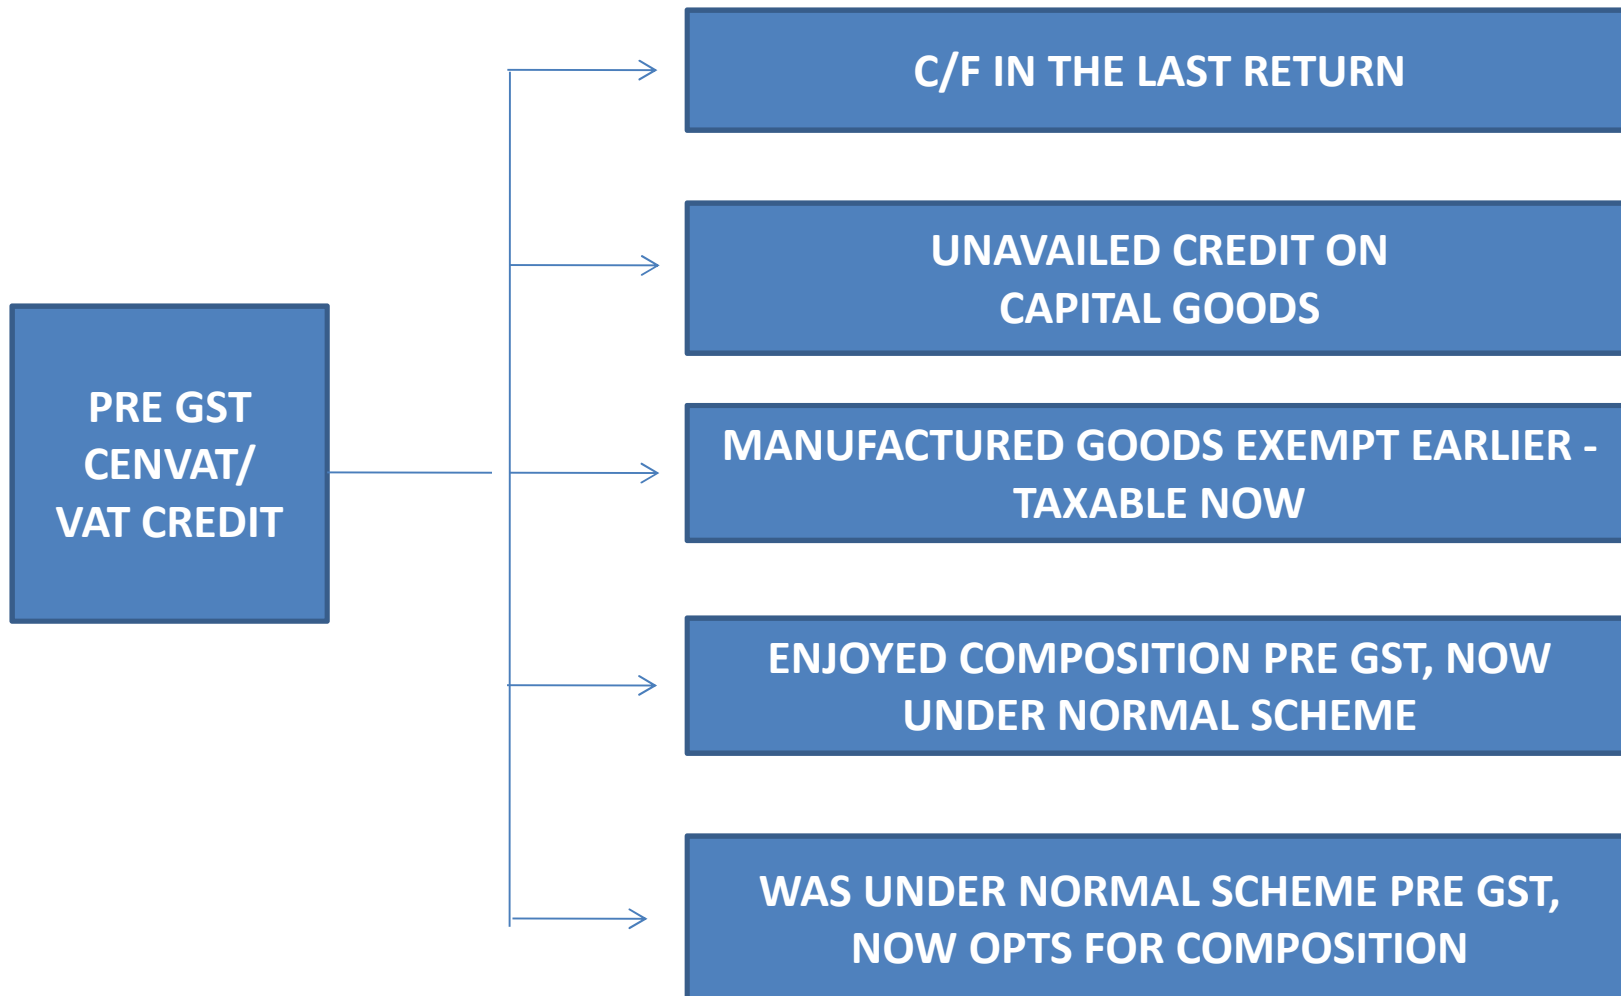 PRE GST
CENVAT/
VAT CREDIT
C/F IN THE LAST RETURN
UNAVAILED CREDIT ON
CAPITAL GOODS
MANUFACTURED GOODS EXEMPT EARLIER -
TAXABLE NOW
ENJOYED COMPOSITION PRE GST, NOW
UNDER NORMAL SCHEME
WAS UNDER NORMAL SCHEME PRE GST,
NOW OPTS FOR COMPOSITION